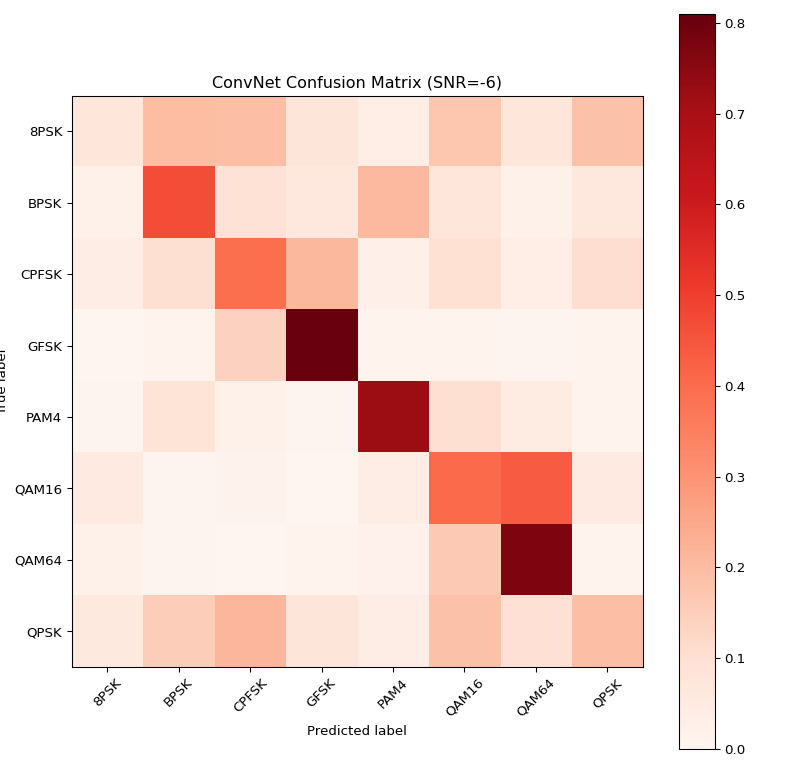 ConvNet Confusion Matrix (SNR=-6)
8PSK
BPSK
CPFSK
GFSK
PAM4
QAM16
QAM64
QPSK
8PSK
BPSK
CPFSK
GFSK
PAM4
QAM16
QAM64
QPSK
Predicted label
0.8
0.7
0.6
0.5
0.4
0.3
0.2
0.1
0.0
label